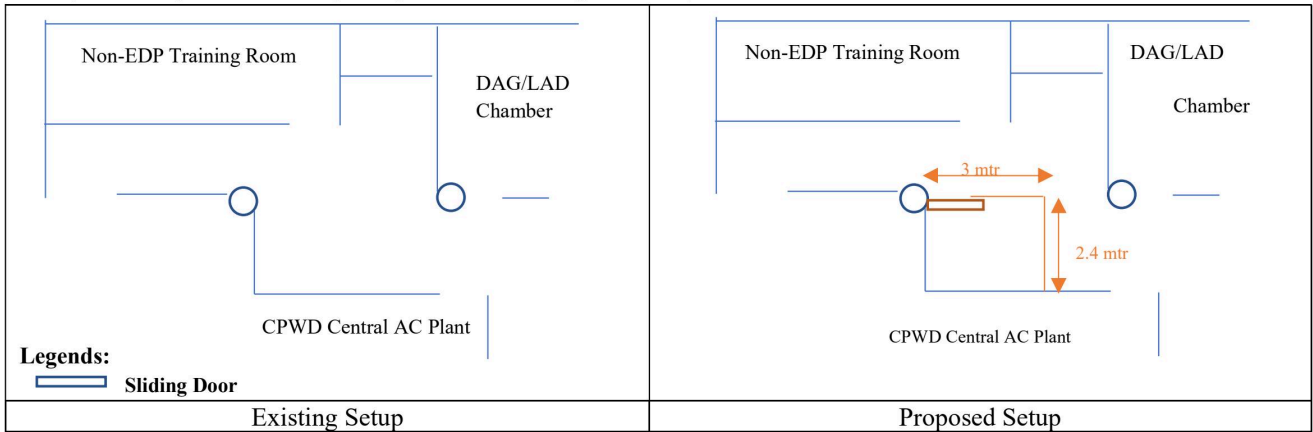 Non-EDP Training Room
DAG/LAD
Chamber
CPWD Central AC Plant
Legends:
Sliding Door
Existing Setup
Non-EDP Training Room
DAG/LAD
Chamber
3 mtr
2.4 mtr
CPWD Central AC Plant
Proposed Setup